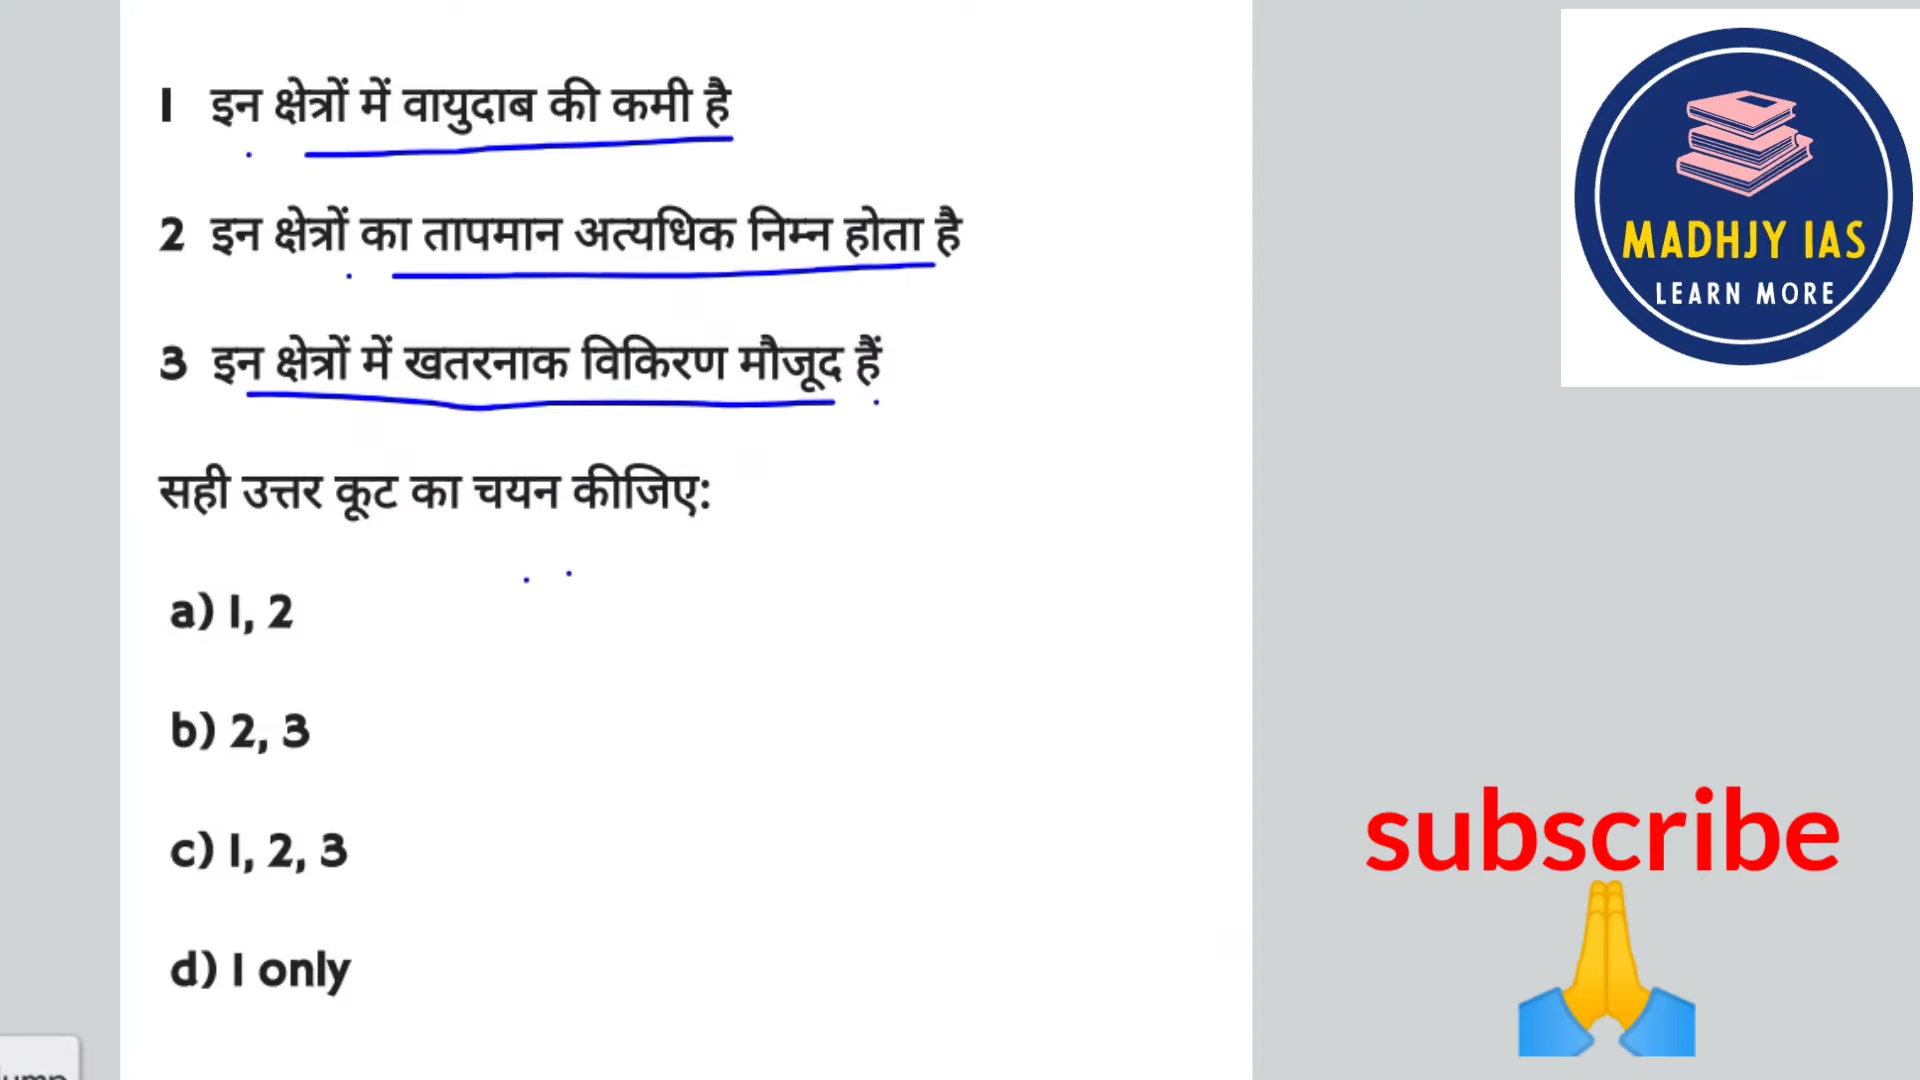 1 इन क्षेत्रों में वायुदाब की कमी है
2 इन क्षेत्रों का तापमान अत्यधिक निम्न होता है
3 इन क्षेत्रों में खतरनाक विकिरण मौजूद हैं
सही उत्तर कूट का चयन कीजिए:
a) 1, 2
b) 2, 3
c) 1, 2, 3
d) 1 only
MADHJY IAS
LEARN MORE
subscribe